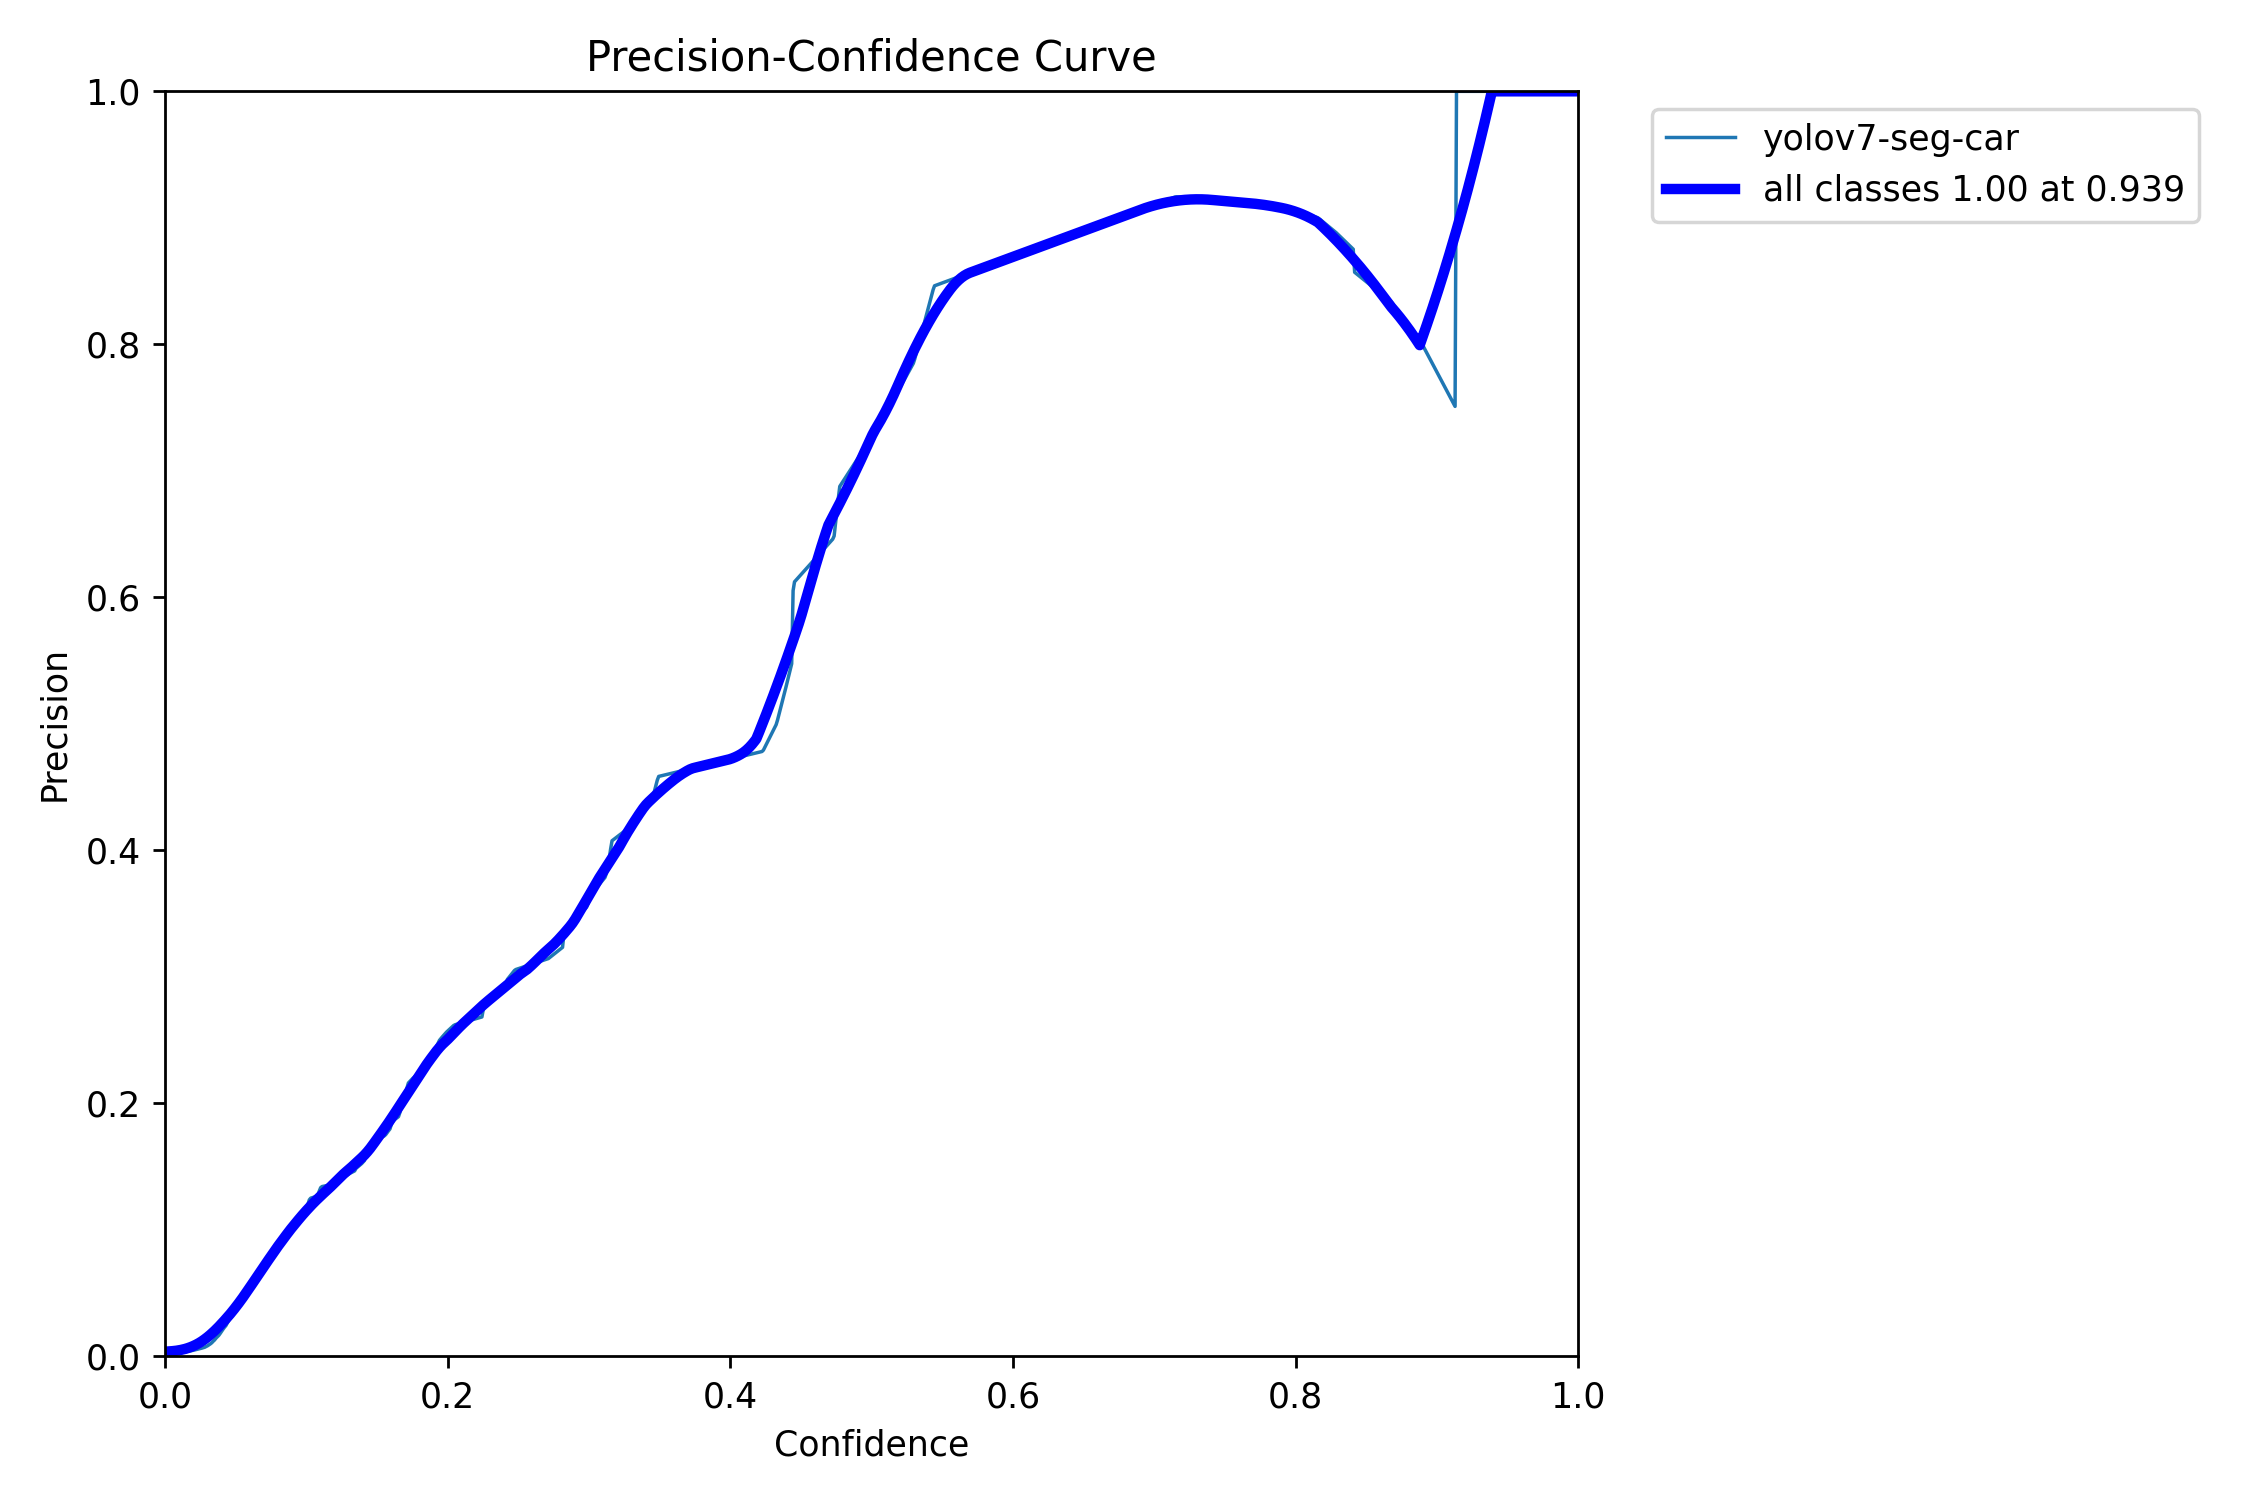 Precision-Confidence Curve
1.0
0.8
0.6
0.4
0.2
0.0
Precision
0.0 0.2 0.4 0.6 0.8 1.0
Confidence
yolov7-seg-car
all classes 1.00 at 0.939